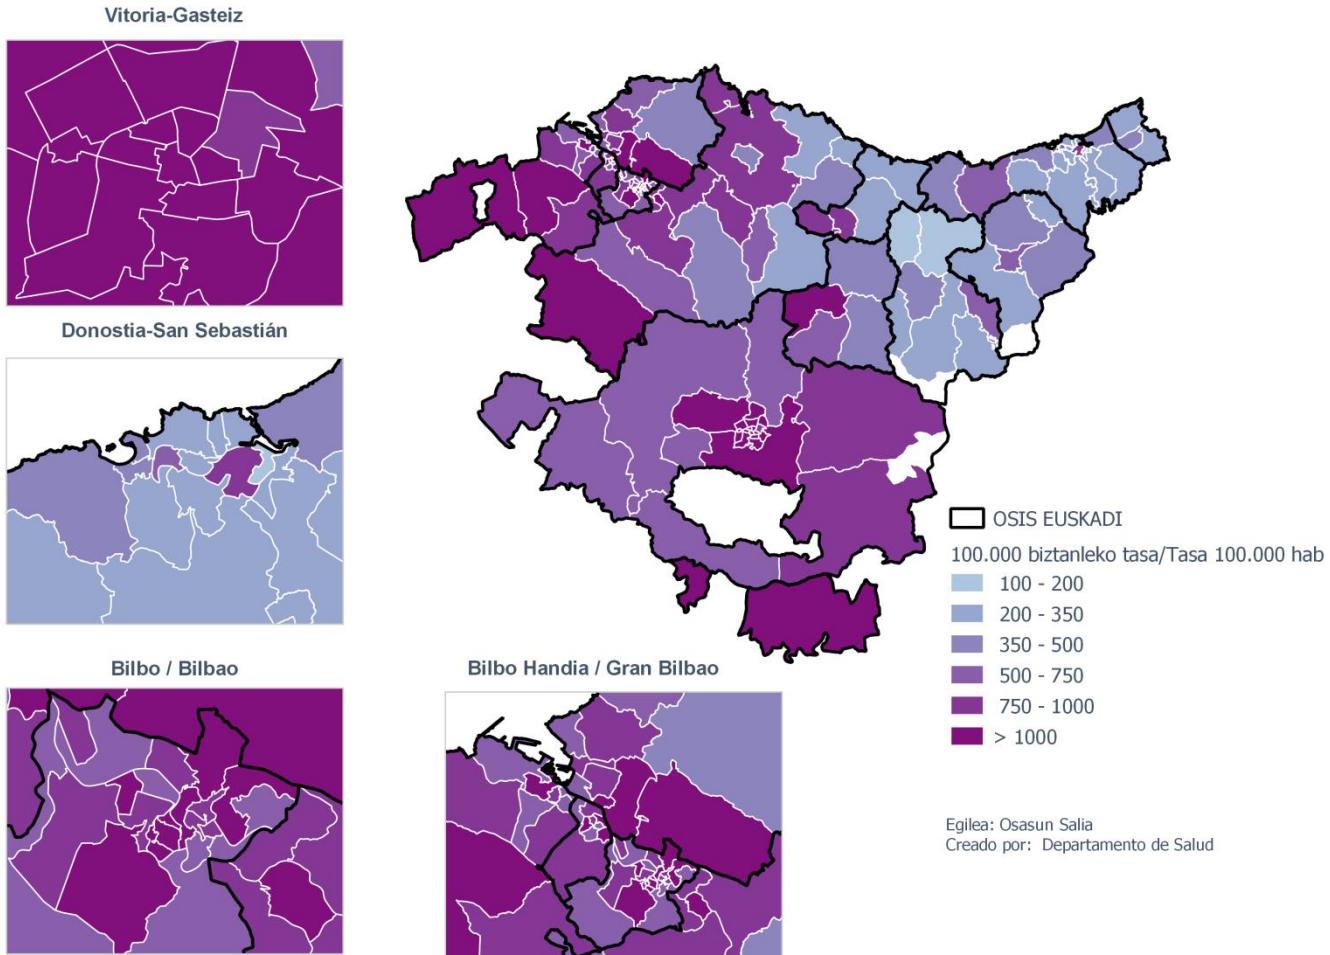 Vitoria-Gasteiz
Donostia-San Sebastián
Bilbo / Bilbao
Bilbo Handia / Gran Bilbao
OSIS EUSKADI
100.000 biztanleko tasa/Tasa 100.000 hab
100 - 200
200 - 350
350 - 500
500 - 750
750 - 1000
> 1000
Egilea: Osasun Salia
Creado por: Departamento de Salud